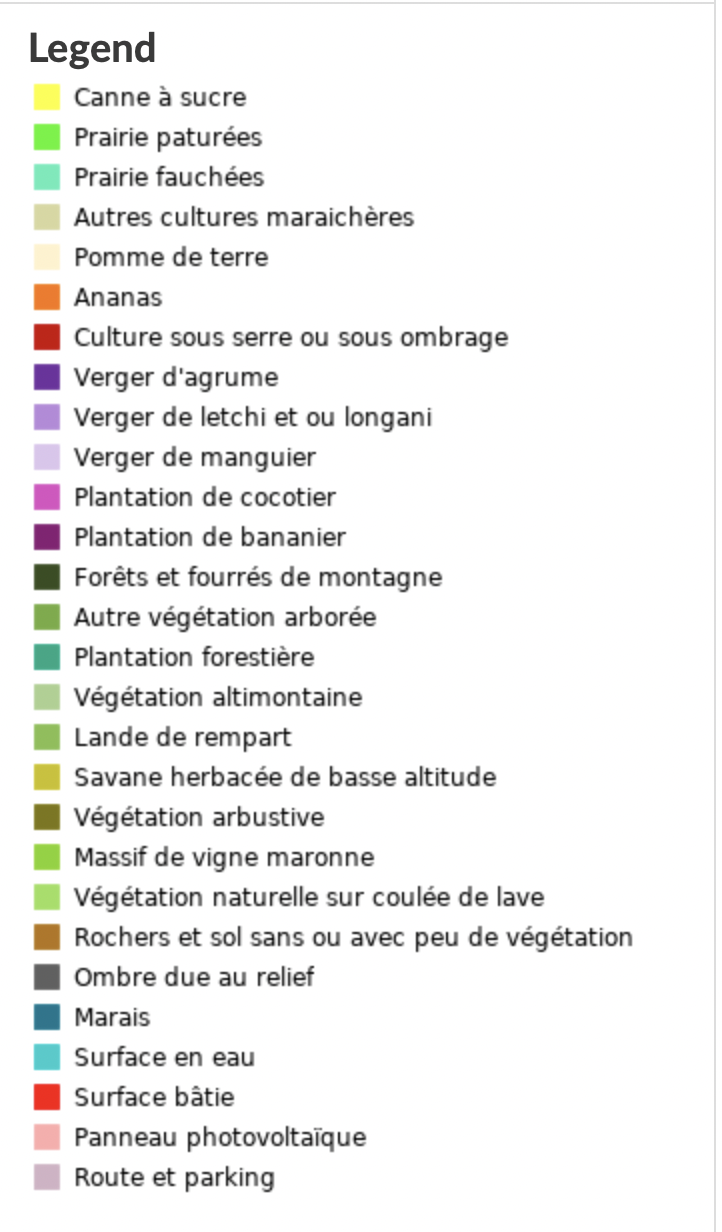 Legend
Canne à sucre
Prairie paturées
Prairie fauchées
Autres cultures maraichères
Pomme de terre
Ananas
Culture sous serre ou sous ombrage
Verger d'agrume
Verger de letchi et ou longani
Verger de manguier
Plantation de cocotier
Plantation de bananier
Forêts et fourrés de montagne
Autre végétation arborée
Plantation forestière
Végétation altimontaine
Lande de rempart
Savane herbacée de basse altitude
Végétation arbustive
Massif de vigne maronne
Végétation naturelle sur coulée de lave
Rochers et sol sans ou avec peu de végétation
Ombre due au relief
Marais
Surface en eau
Surface bâtie
Panneau photovoltaïque
Route et parking